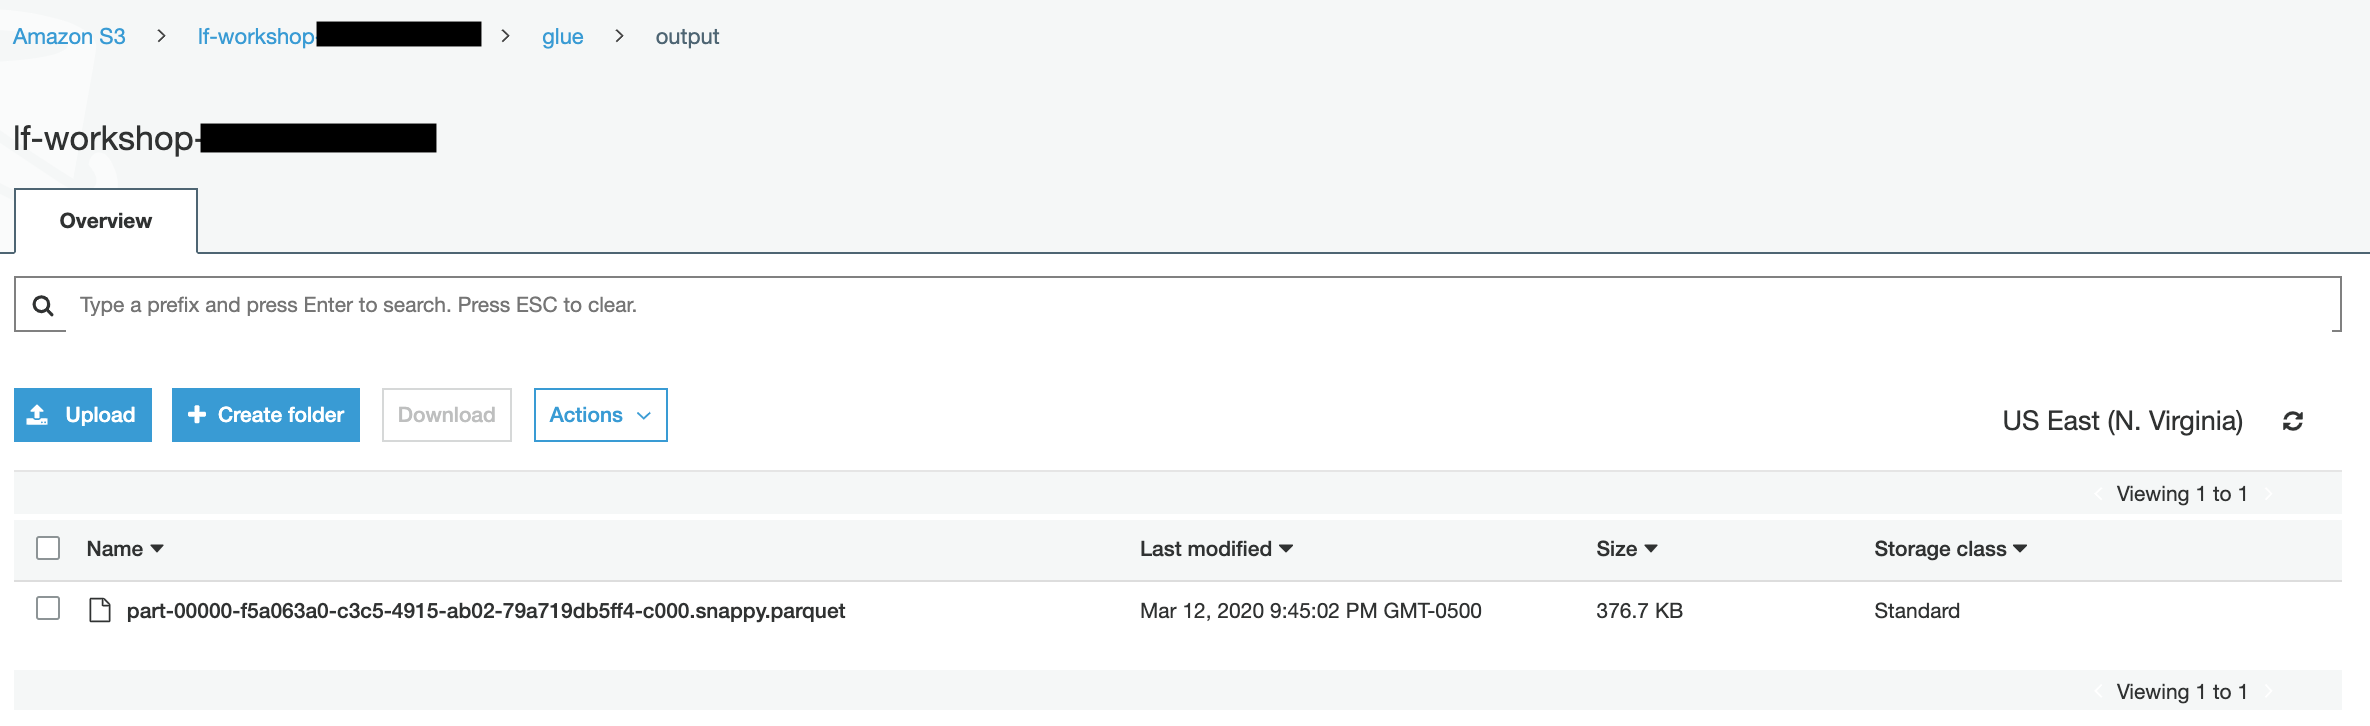 Amazon S3 > lf-workshop- > glue > output
lf-workshop-
Overview
Type a prefix and press Enter to search. Press ESC to clear.
Upload Create folder Download Actions US East (N. Virginia)
Viewing 1 to 1
Name Last modified Size Storage class
part-00000-f5a063a0-c3c5-4915-ab02-79a719db5ff4-c000.snappy.parquet Mar 12, 2020 9:45:02 PM GMT-0500 376.7 KB Standard
Viewing 1 to 1